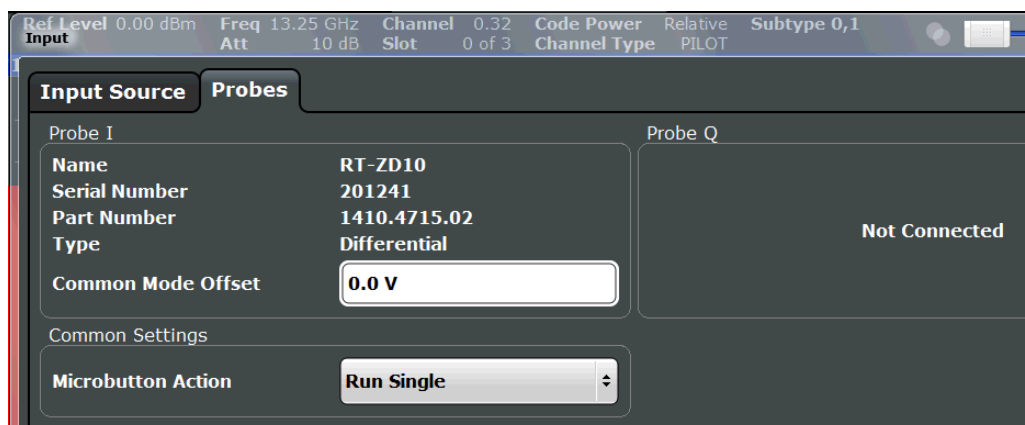 Ref Level 0.00 dBm Freq 13.25 GHz Channel 0.32 Code Power Relative Subtype 0,1
Input Att 10 dB Slot 0 of 3 Channel Type PILOT
Input Source Probes
Probe I Probe Q
Name RT-ZD10
Serial Number 201241
Part Number 1410.4715.02
Type Differential
Not Connected
Common Mode Offset 0.0 V
Common Settings
Microbutton Action Run Single